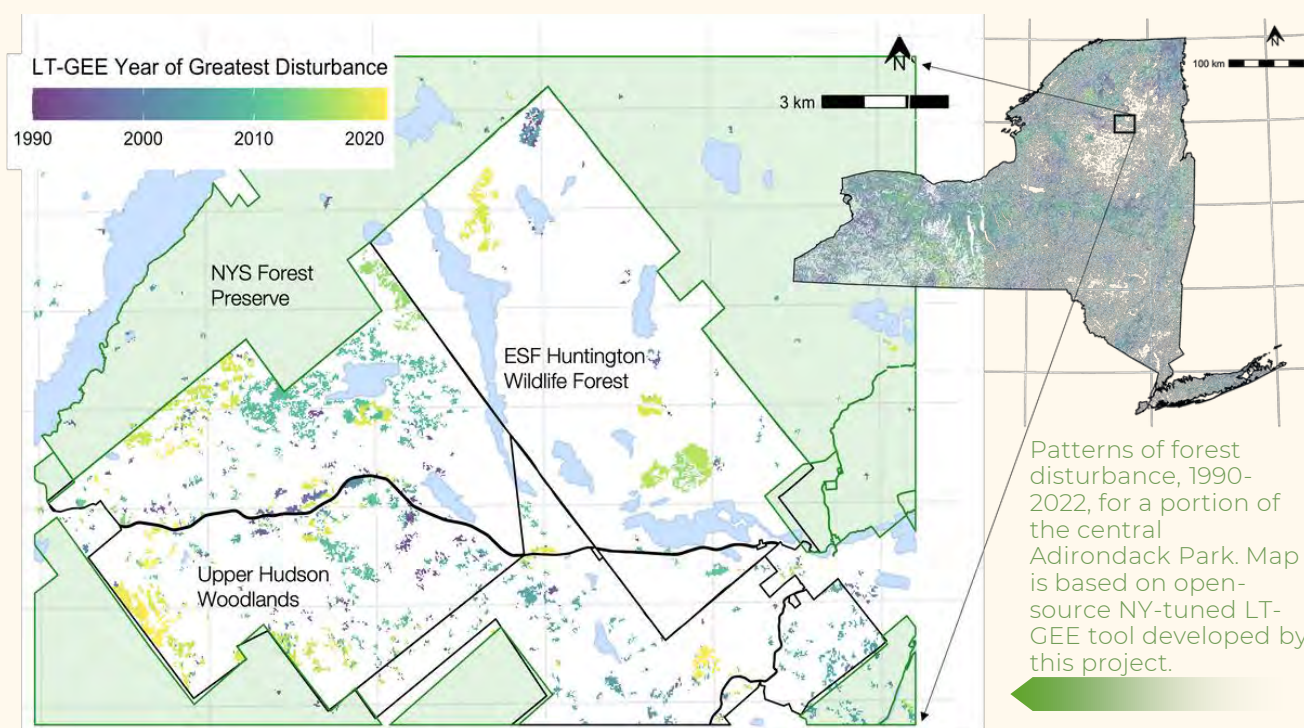 LT-GEE Year of Greatest Disturbance
1990 2000 2010 2020
N
3 km
N
100 km
NYS Forest
Preserve
ESF Huntington
Wildlife Forest
Upper Hudson
Woodlands
Patterns of forest
disturbance, 1990-
2022, for a portion of
the central
Adirondack Park. Map
is based on open-
source NY-tuned LT-
GEE tool developed by
this project.